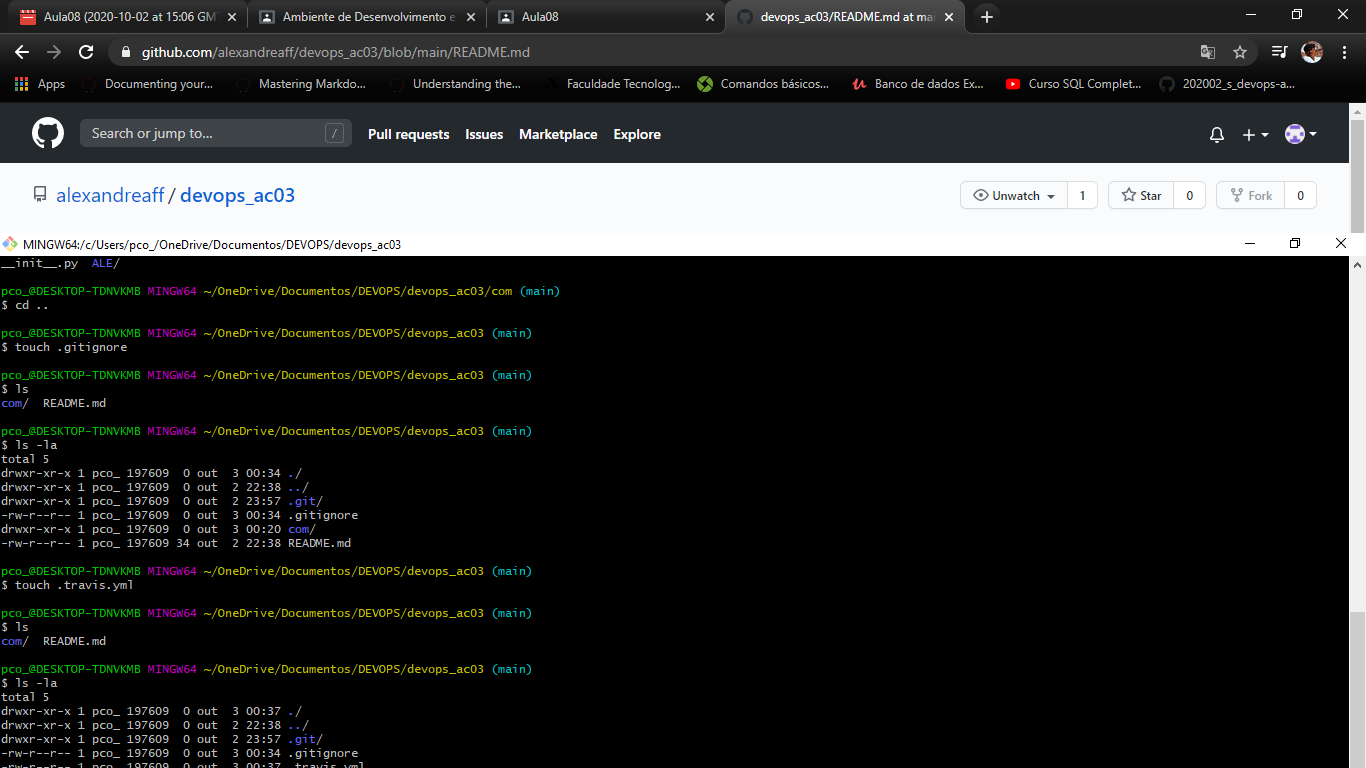 Aula08 (2020-10-02 at 15:06 GM
Ambiente de Desenvolvimento e
Aula08
devops_ac03/README.md at mai
github.com/alexandreaff/devops_ac03/blob/main/README.md
Apps
Documenting your...
Mastering Markdo...
Understanding the...
Faculdade Tecnolog...
Comandos básicos...
Banco de dados Ex...
Curso SQL Complet...
202002_s_devops-a...
Search or jump to...
/
Pull requests
Issues
Marketplace
Explore
alexandreaff / devops_ac03
Unwatch
1
Star
0
Fork
0
MINGW64:/c/Users/pco_/OneDrive/Documentos/DEVOPS/devops_ac03
__init__.py  ALE/
pco_@DESKTOP-TDNVKMB MINGW64 ~/OneDrive/Documentos/DEVOPS/devops_ac03/com (main)
$ cd ..
pco_@DESKTOP-TDNVKMB MINGW64 ~/OneDrive/Documentos/DEVOPS/devops_ac03 (main)
$ touch .gitignore
pco_@DESKTOP-TDNVKMB MINGW64 ~/OneDrive/Documentos/DEVOPS/devops_ac03 (main)
$ ls
com/  README.md
pco_@DESKTOP-TDNVKMB MINGW64 ~/OneDrive/Documentos/DEVOPS/devops_ac03 (main)
$ ls -la
total 5
drwxr-xr-x 1 pco_ 197609  0 out  3 00:34 ./
drwxr-xr-x 1 pco_ 197609  0 out  2 22:38 ../
drwxr-xr-x 1 pco_ 197609  0 out  2 23:57 .git/
-rw-r--r-- 1 pco_ 197609  0 out  3 00:34 .gitignore
drwxr-xr-x 1 pco_ 197609  0 out  3 00:20 com/
-rw-r--r-- 1 pco_ 197609 34 out  2 22:38 README.md
pco_@DESKTOP-TDNVKMB MINGW64 ~/OneDrive/Documentos/DEVOPS/devops_ac03 (main)
$ touch .travis.yml
pco_@DESKTOP-TDNVKMB MINGW64 ~/OneDrive/Documentos/DEVOPS/devops_ac03 (main)
$ ls
com/  README.md
pco_@DESKTOP-TDNVKMB MINGW64 ~/OneDrive/Documentos/DEVOPS/devops_ac03 (main)
$ ls -la
total 5
drwxr-xr-x 1 pco_ 197609  0 out  3 00:37 ./
drwxr-xr-x 1 pco_ 197609  0 out  2 22:38 ../
drwxr-xr-x 1 pco_ 197609  0 out  2 23:57 .git/
-rw-r--r-- 1 pco_ 197609  0 out  3 00:34 .gitignore
-rw-r--r-- 1 pco_ 197609  0 out  3 00:37 .travis.yml